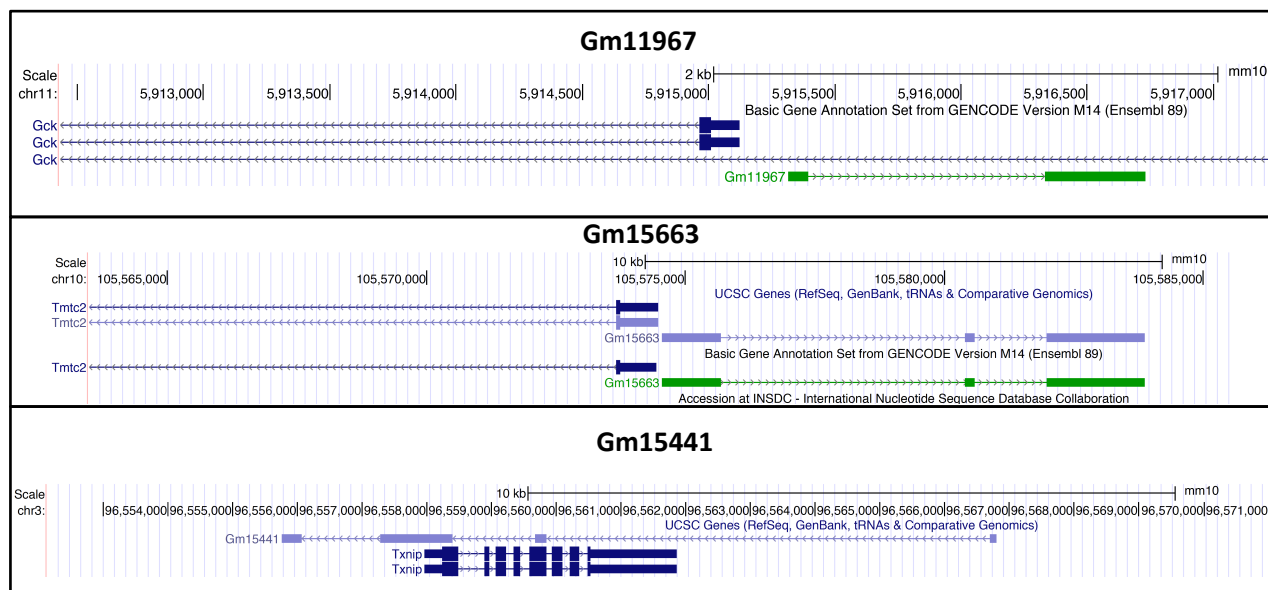 Gm11967
Scale 2 kb mm10
chr11: 5,913,000 5,913,500 5,914,000 5,914,500 5,915,000 5,915,500 5,916,000 5,916,500 5,917,000
Basic Gene Annotation Set from GENCODE Version M14 (Ensembl 89)
Gck
Gck
Gck
Gm11967
Gm15663
Scale 10 kb mm10
chr10: 105,565,000 105,570,000 105,575,000 105,580,000 105,585,000
UCSC Genes (RefSeq, GenBank, tRNAs & Comparative Genomics)
Tmtc2
Tmtc2
Gm15663
Basic Gene Annotation Set from GENCODE Version M14 (Ensembl 89)
Tmtc2
Gm15663
Accession at INSDC - International Nucleotide Sequence Database Collaboration
Gm15441
Scale 10 kb mm10
chr3: 96,554,000 96,555,000 96,556,000 96,557,000 96,558,000 96,559,000 96,560,000 96,561,000 96,562,000 96,563,000 96,564,000 96,565,000 96,566,000 96,567,000 96,568,000 96,569,000 96,570,000 96,571,000
UCSC Genes (RefSeq, GenBank, tRNAs & Comparative Genomics)
Gm15441
Txnip
Txnip